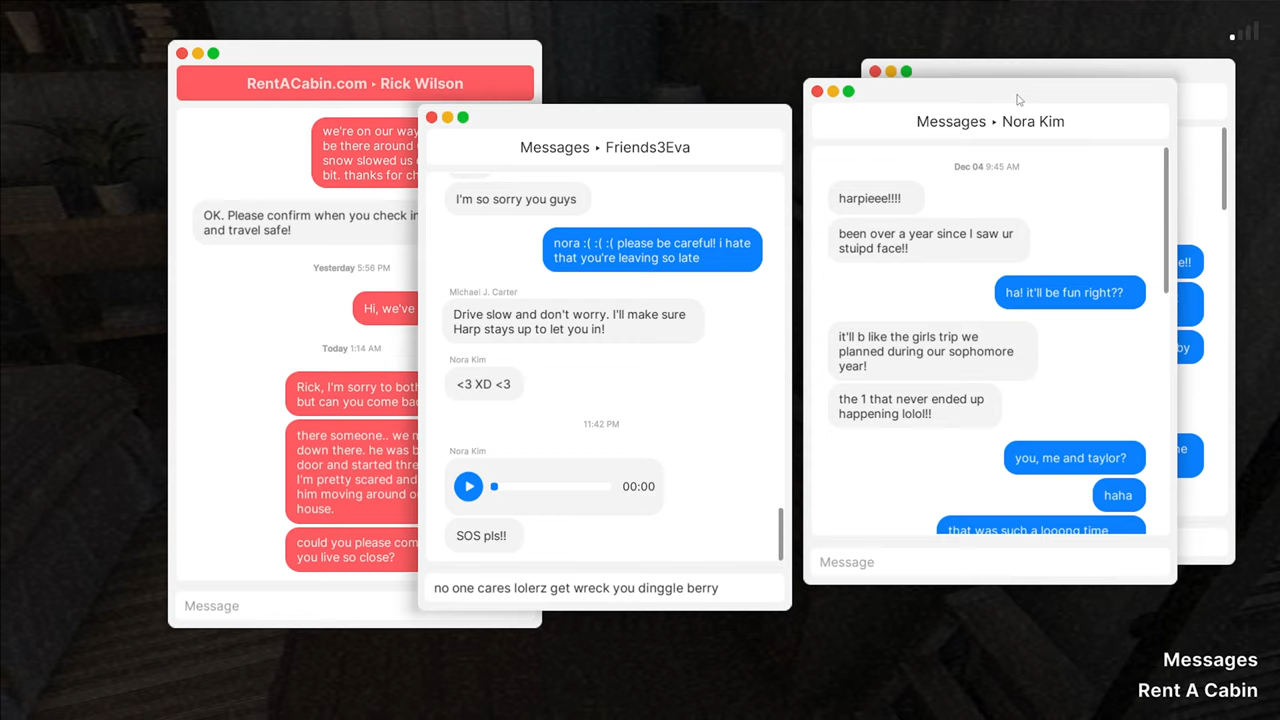 RentACabin.com ▸ Rick Wilson
we're on our way
be there around
snow slowed us
bit. thanks for
OK. Please confirm when you check
and travel safe!
Yesterday 5:56 PM
Hi, we've
Today 1:14 AM
Rick, I'm sorry to
but can you come
there someone.. we
down there. he was
door and started
I'm pretty scared and
him moving around
house.
could you please
you live so close?
Message
Messages ▸ Friends3Eva
I'm so sorry you guys
nora :( :( :( please be careful! i hate
that you're leaving so late
Michael J. Carter
Drive slow and don't worry. I'll make sure
Harp stays up to let you in!
Nora Kim
<3 XD <3
11:42 PM
Nora Kim
00:00
SOS pls!!
no one cares lolerz get wreck you dinggle berry
Messages ▸ Nora Kim
Dec 04 9:45 AM
harpieee!!!!
been over a year since I saw ur
stuipd face!!
ha! it'll be fun right??
it'll b like the girls trip we
planned during our sophomore
year!
the 1 that never ended up
happening lolol!!
you, me and taylor?
haha
that was such a looong time
Message
Messages
Rent A Cabin